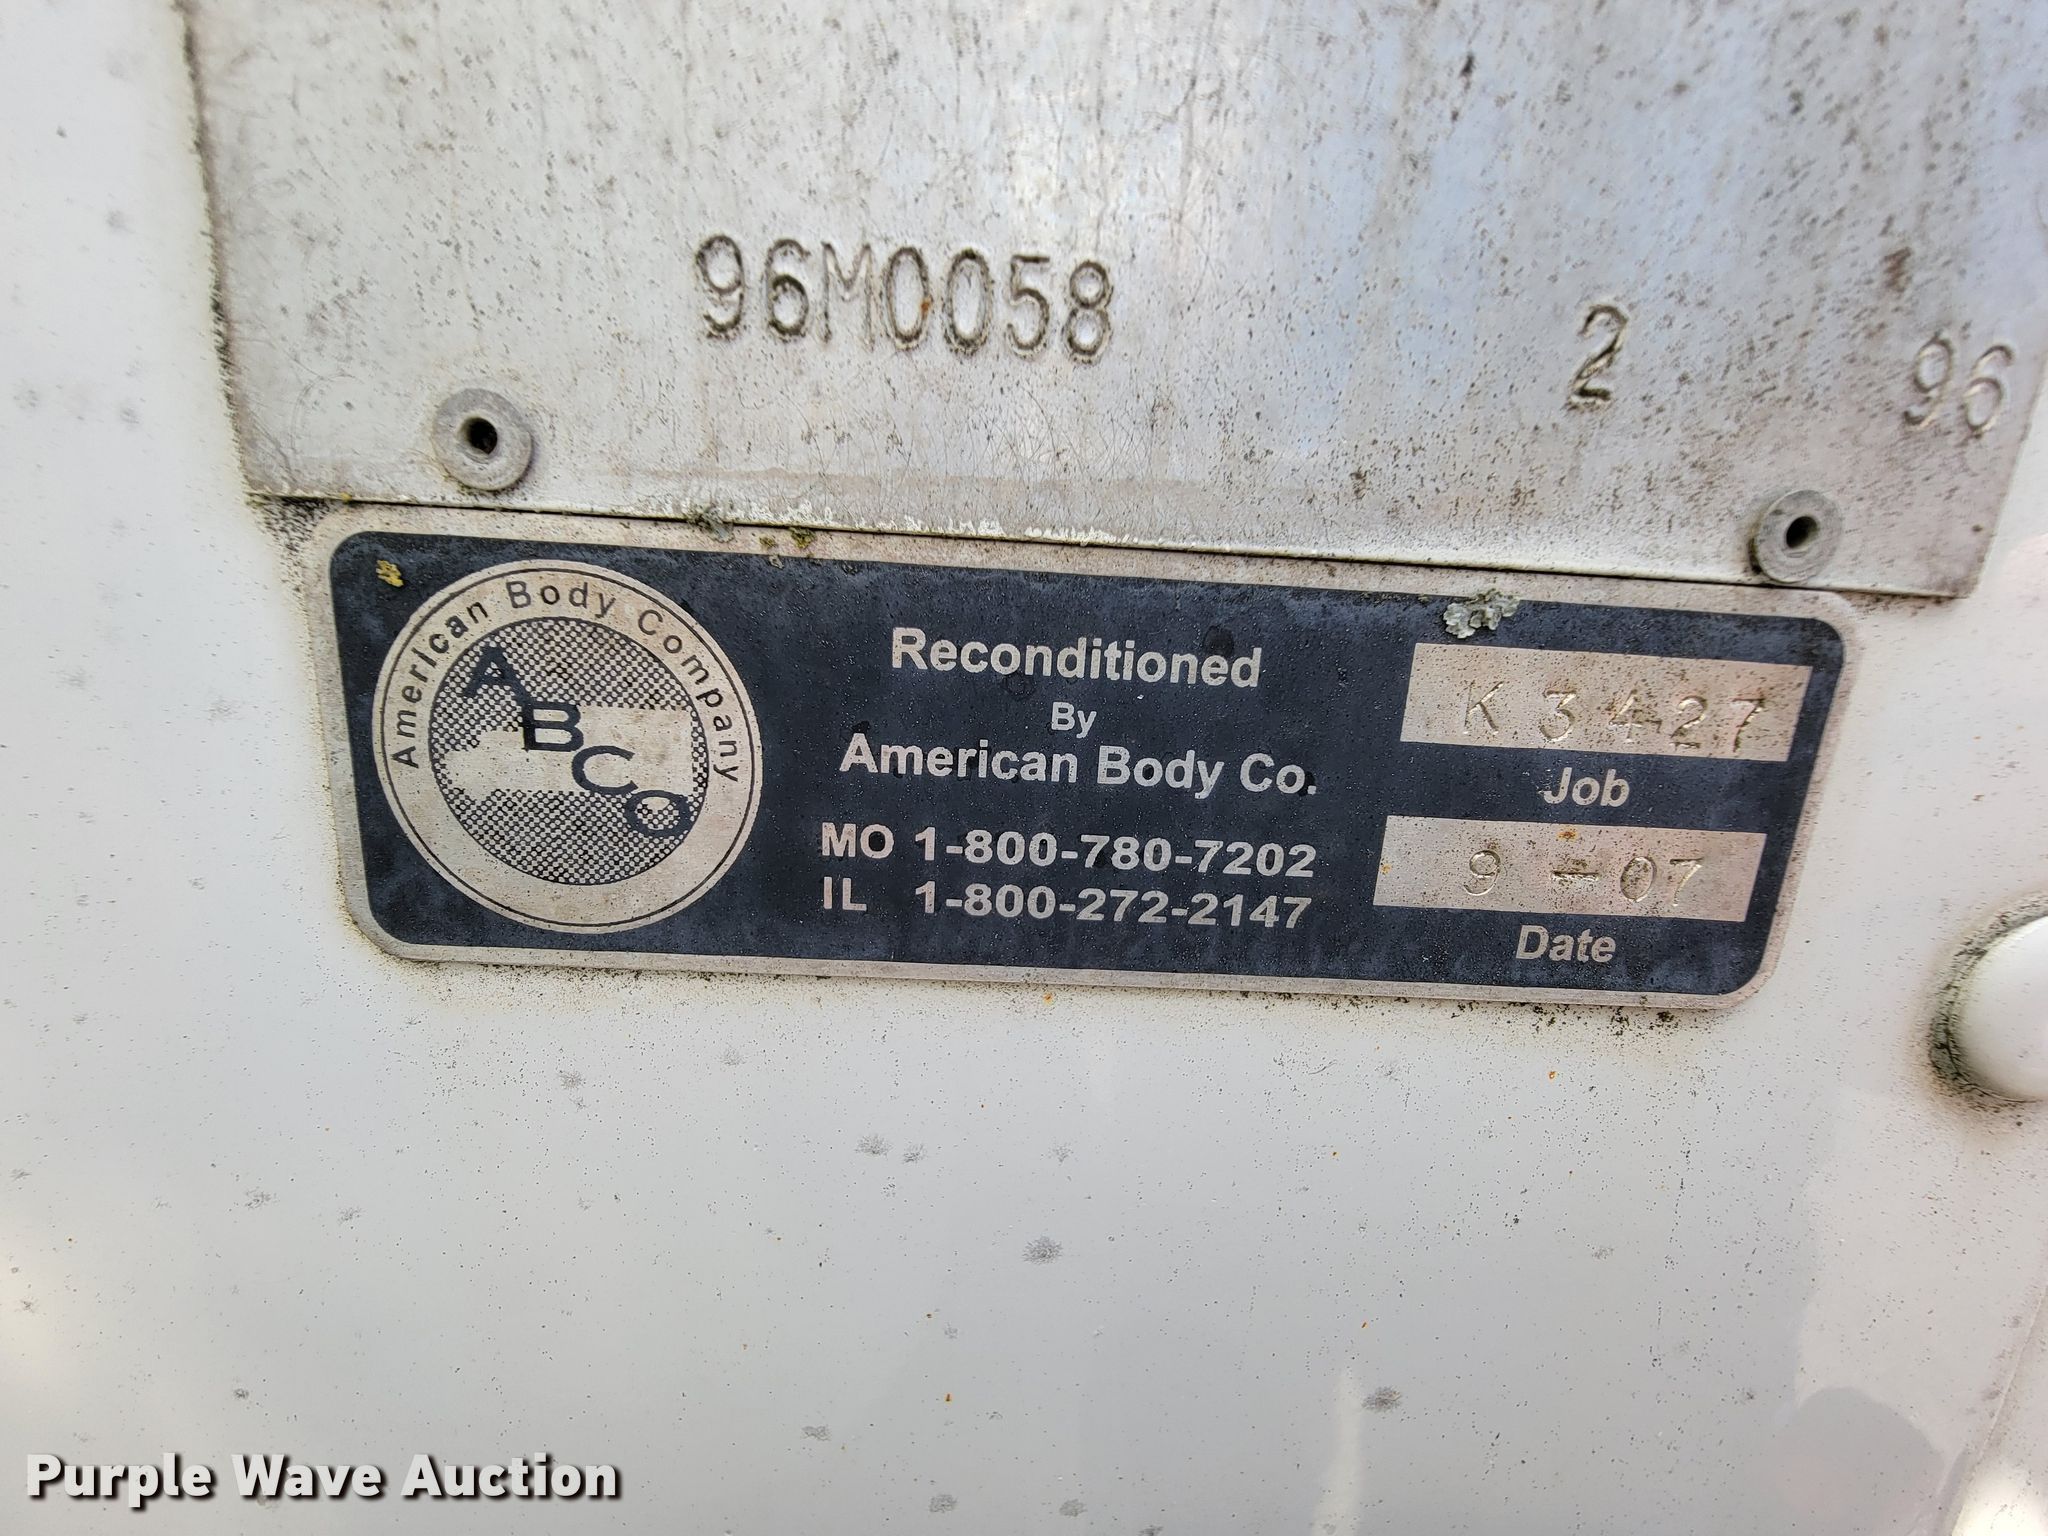 96M0058
2
96
American Body Company
ABCO
Reconditioned
By
American Body Co.
MO 1-800-780-7202
IL 1-800-272-2147
K 3427
Job
9 - 07
Date
Purple Wave Auction